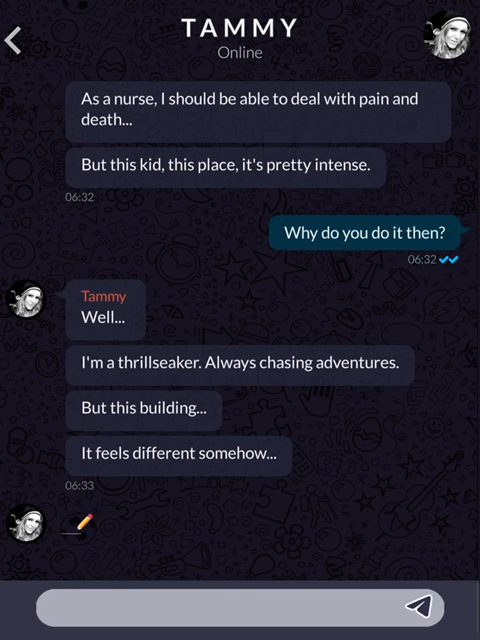 TAMMY
Online
As a nurse, I should be able to deal with pain and
death...
But this kid, this place, it's pretty intense.
06:32
Why do you do it then?
06:32
Tammy
Well...
I'm a thrillseaker. Always chasing adventures.
But this building...
It feels different somehow...
06:33